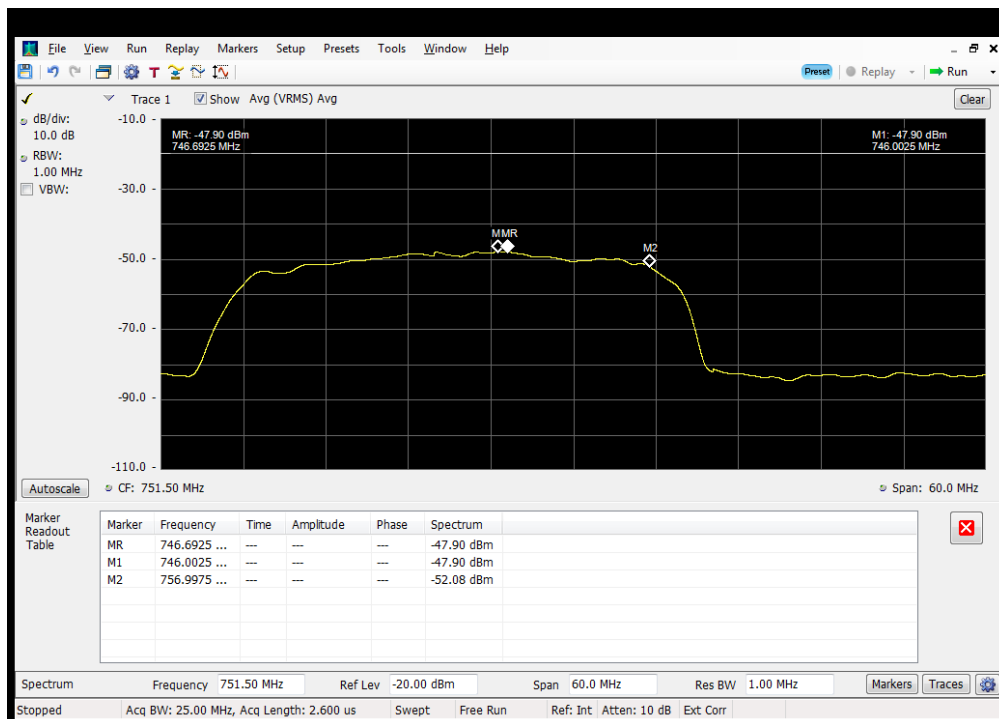 File View Run Replay Markers Setup Presets Tools Window Help
T Preset Replay Run
Trace 1 Show Avg (VRMS) Avg Clear
dB/div:
10.0 dB
RBW:
1.00 MHz
VBW:
-10.0
-30.0
-50.0
-70.0
-90.0
-110.0
MR: -47.90 dBm
746.6925 MHz
M1: -47.90 dBm
746.0025 MHz
MMR
M2
Autoscale CF: 751.50 MHz Span: 60.0 MHz
Marker
Readout
Table
Marker Frequency Time Amplitude Phase Spectrum
MR 746.6925 ... --- --- --- -47.90 dBm
M1 746.0025 ... --- --- --- -47.90 dBm
M2 756.9975 ... --- --- --- -52.08 dBm
Spectrum Frequency 751.50 MHz Ref Lev -20.00 dBm Span 60.0 MHz Res BW 1.00 MHz Markers Traces
Stopped Acq BW: 25.00 MHz, Acq Length: 2.600 us Swept Free Run Ref: Int Atten: 10 dB Ext Corr